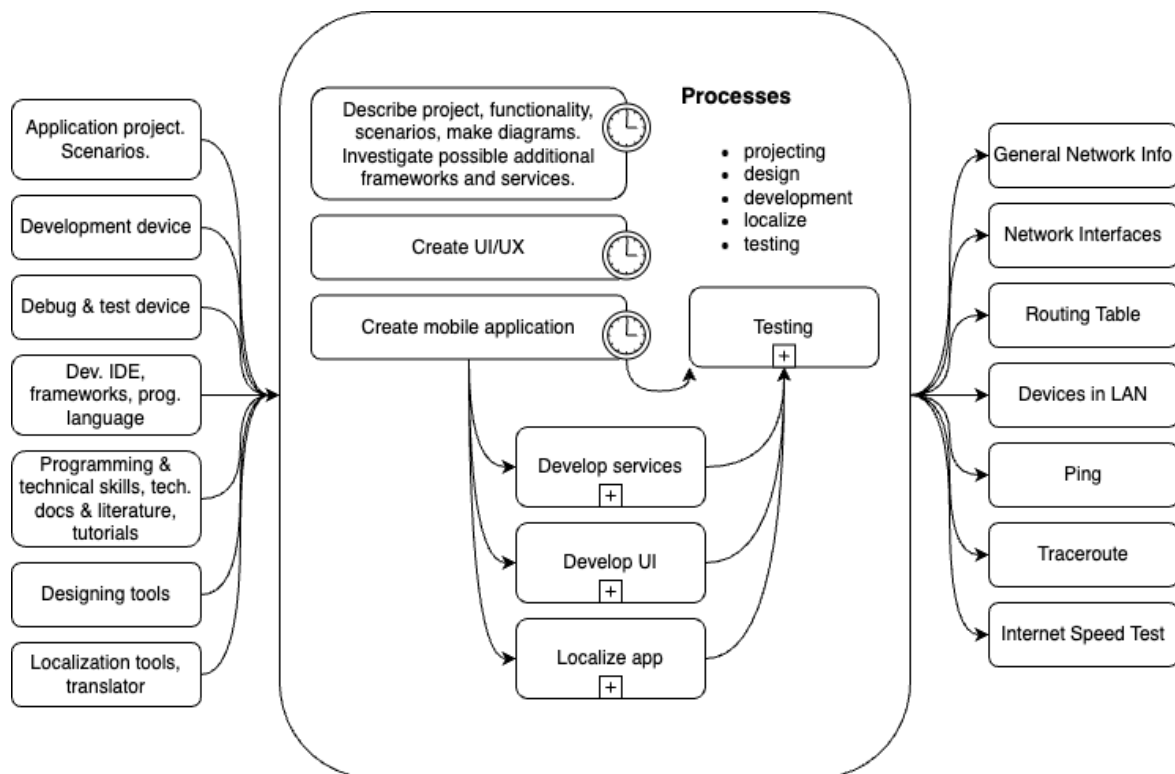 Application project.
Scenarios.
Development device
Debug & test device
Dev. IDE,
frameworks, prog.
language
Programming &
technical skills, tech.
docs & literature,
tutorials
Designing tools
Localization tools,
translator
Describe project, functionality,
scenarios, make diagrams.
Investigate possible additional
frameworks and services.
Create UI/UX
Create mobile application
Processes
projecting
design
development
localize
testing
Testing
Develop services
Develop UI
Localize app
General Network Info
Network Interfaces
Routing Table
Devices in LAN
Ping
Traceroute
Internet Speed Test